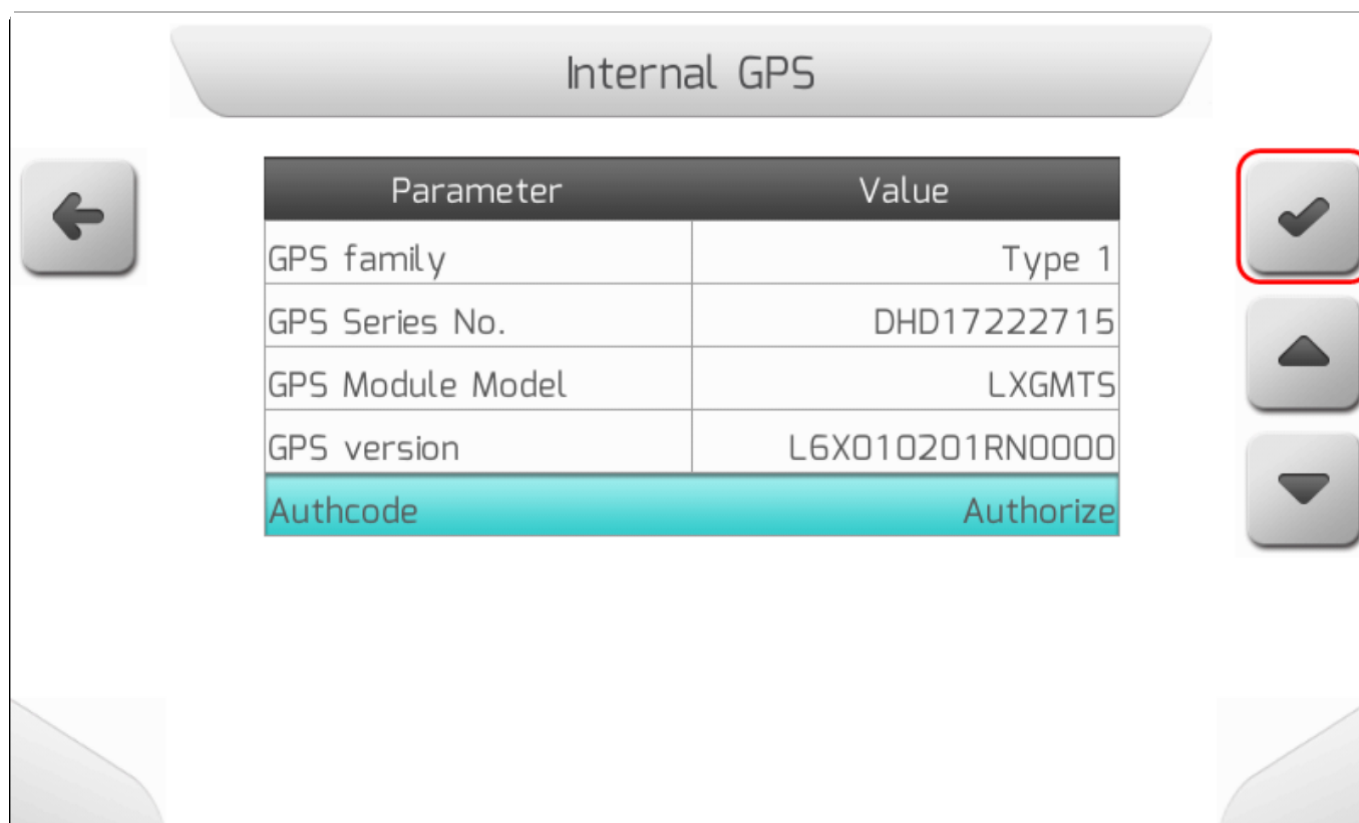 Internal GPS
Parameter Value
GPS family Type 1
GPS Series No. DHD17222715
GPS Module Model LXGMTS
GPS version L6X010201RN0000
Authcode Authorize